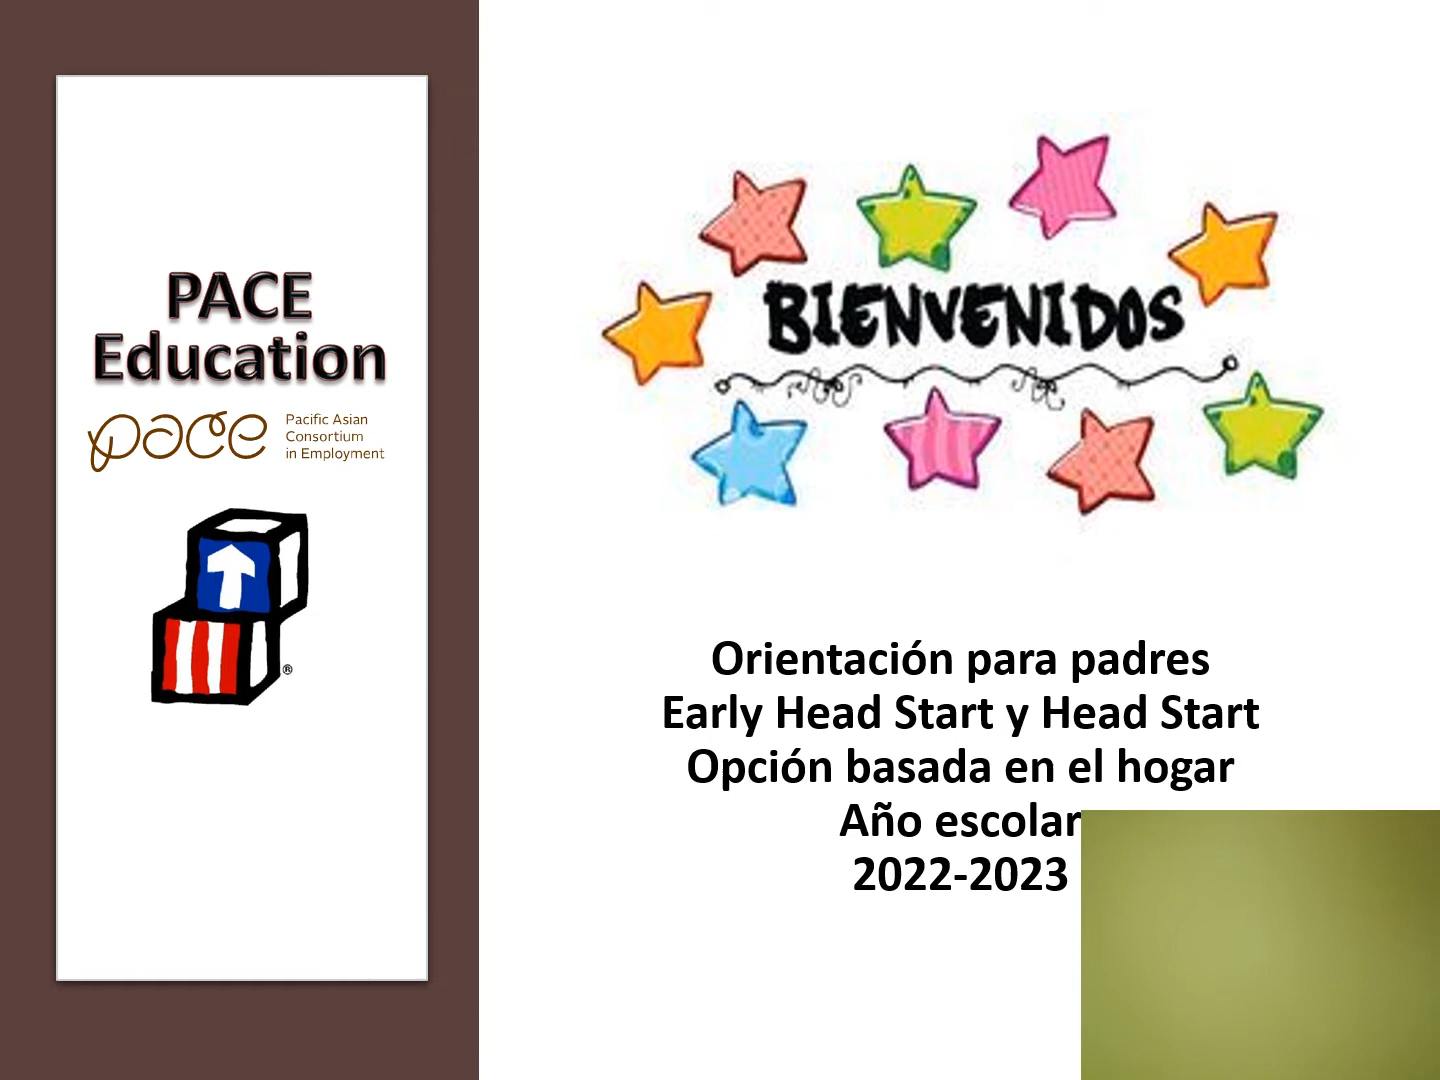 PACE
Education
pace
Pacific Asian
Consortium
in Employment
®
BIENVENIDOS
Orientación para padres
Early Head Start y Head Start
Opción basada en el hogar
Año escolar
2022-2023